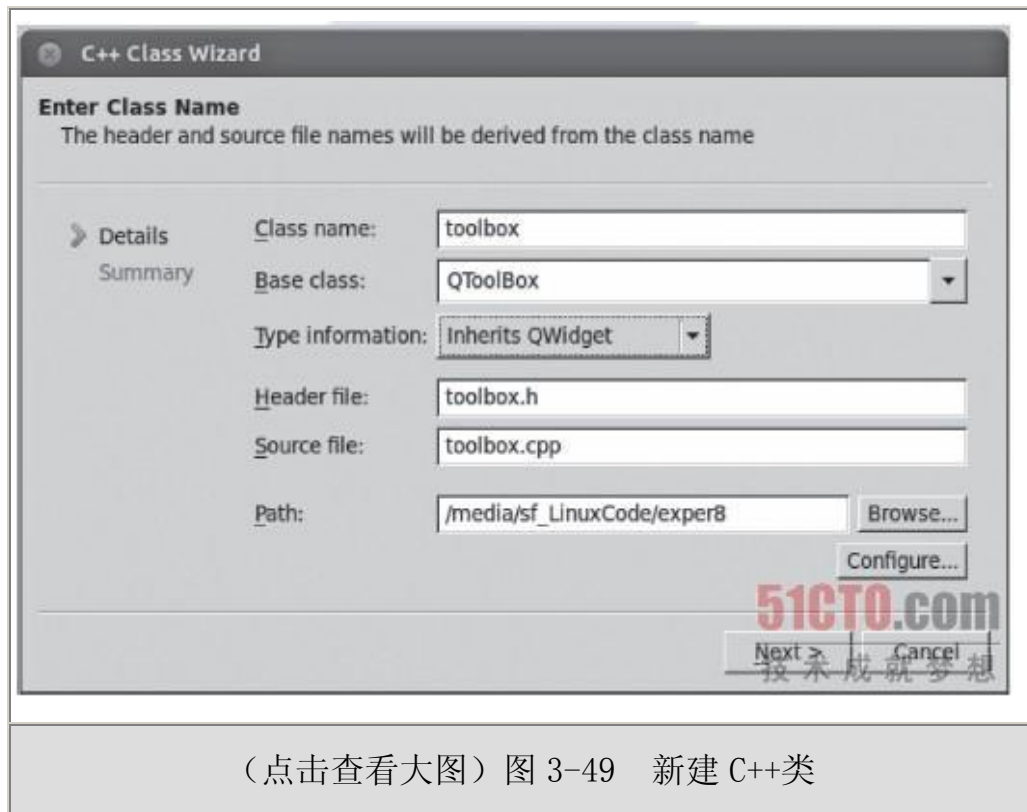 C++ Class Wizard
Enter Class Name
The header and source file names will be derived from the class name
Details
Summary
Class name: toolbox
Base class: QToolBox
Type information: Inherits QWidget
Header file: toolbox.h
Source file: toolbox.cpp
Path: /media/sf_LinuxCode/exper8 Browse...
Configure...
51CTO.com
Next > Cancel
技术成就梦想
（点击查看大图）图 3-49 新建 C++类